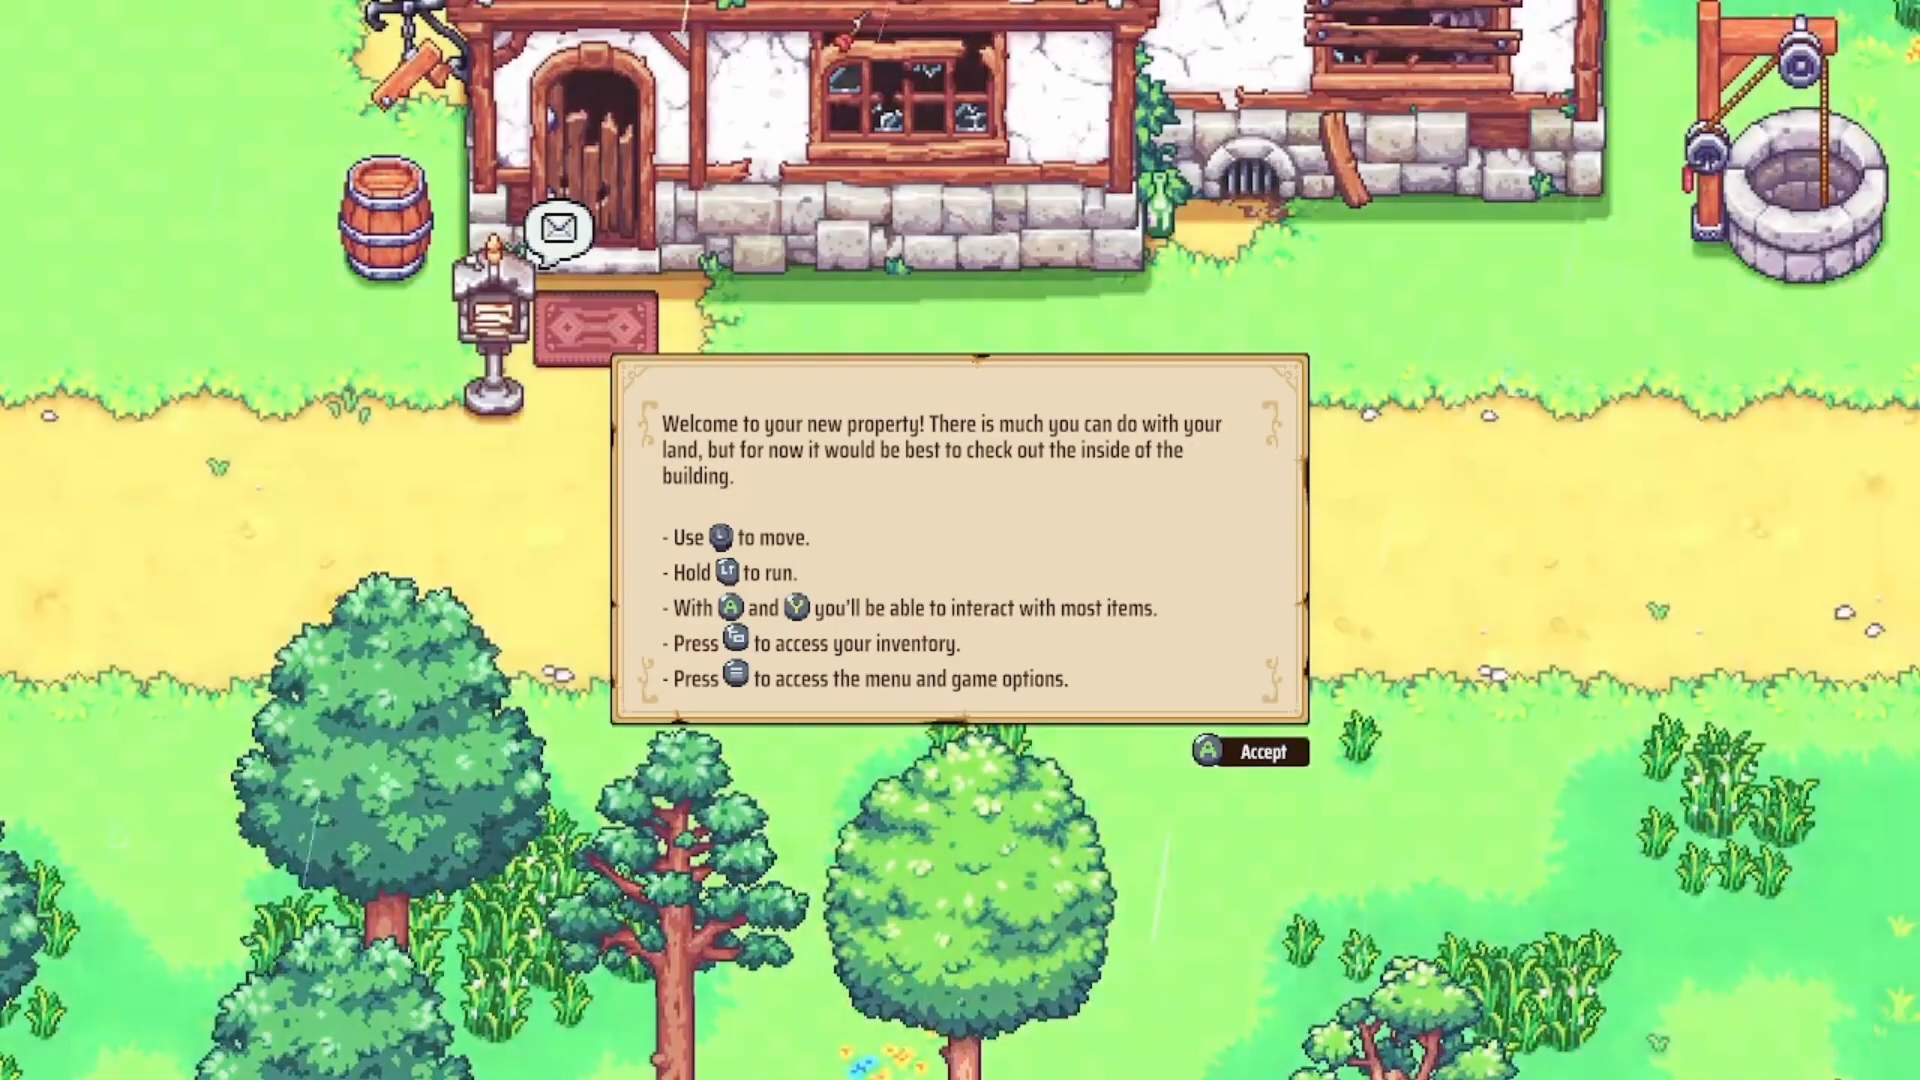 Welcome to your new property! There is much you can do with your
land, but for now it would be best to check out the inside of the
building.
- Use L to move.
- Hold LT to run.
- With A and Y you'll be able to interact with most items.
- Press to access your inventory.
- Press to access the menu and game options.
A Accept